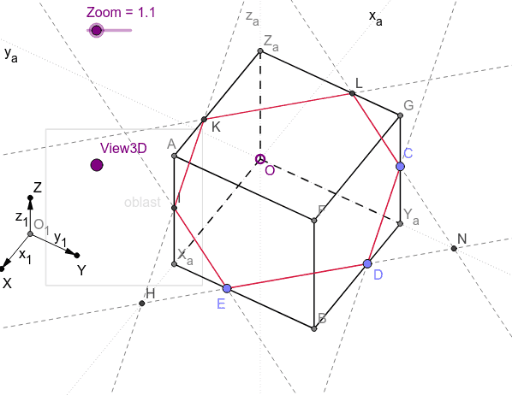 Zoom = 1.1
z_a
x_a
y_a
Z_a
L
G
K
A
C
View3D
O
Z
oblast
F
Y_a
z_1
O_1
y_1
N
x_1
X_a
Y
D
X
H
E
B